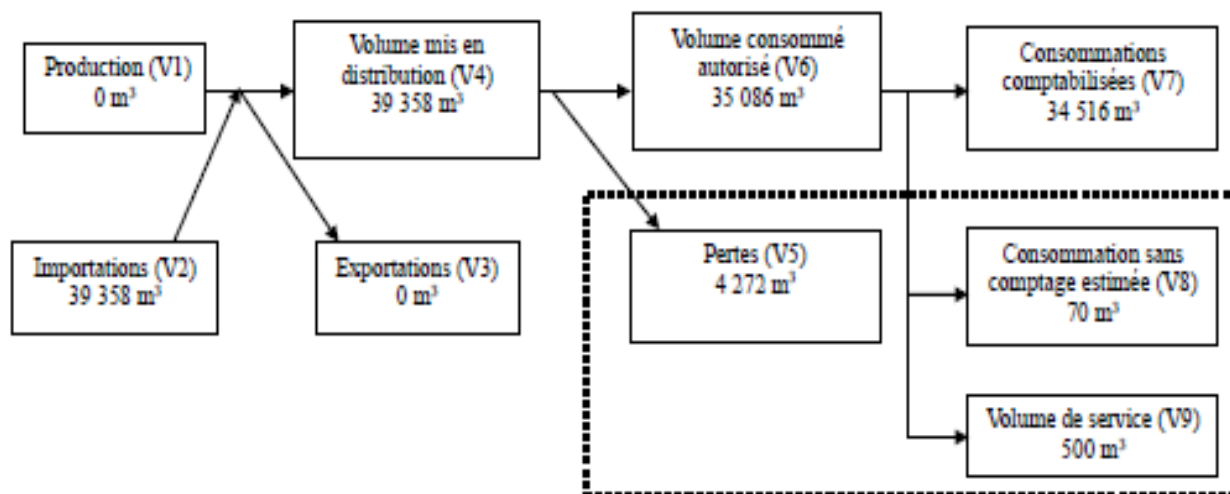 Production (V1)
0 m³
Volume mis en
distribution (V4)
39 358 m³
Volume consommé
autorisé (V6)
35 086 m³
Consommations
comptabilisées (V7)
34 516 m³
Importations (V2)
39 358 m³
Exportations (V3)
0 m³
Pertes (V5)
4 272 m³
Consommation sans
comptage estimée (V8)
70 m³
Volume de service (V9)
500 m³